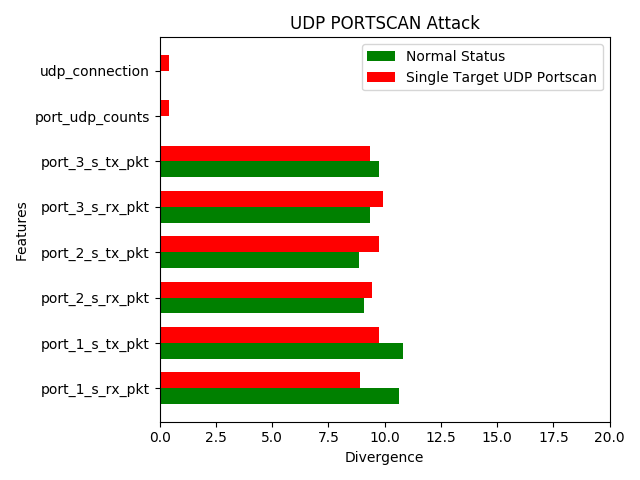 UDP PORTSCAN Attack
Normal Status
Single Target UDP Portscan
Features
udp_connection
port_udp_counts
port_3_s_tx_pkt
port_3_s_rx_pkt
port_2_s_tx_pkt
port_2_s_rx_pkt
port_1_s_tx_pkt
port_1_s_rx_pkt
0.0 2.5 5.0 7.5 10.0 12.5 15.0 17.5 20.0
Divergence